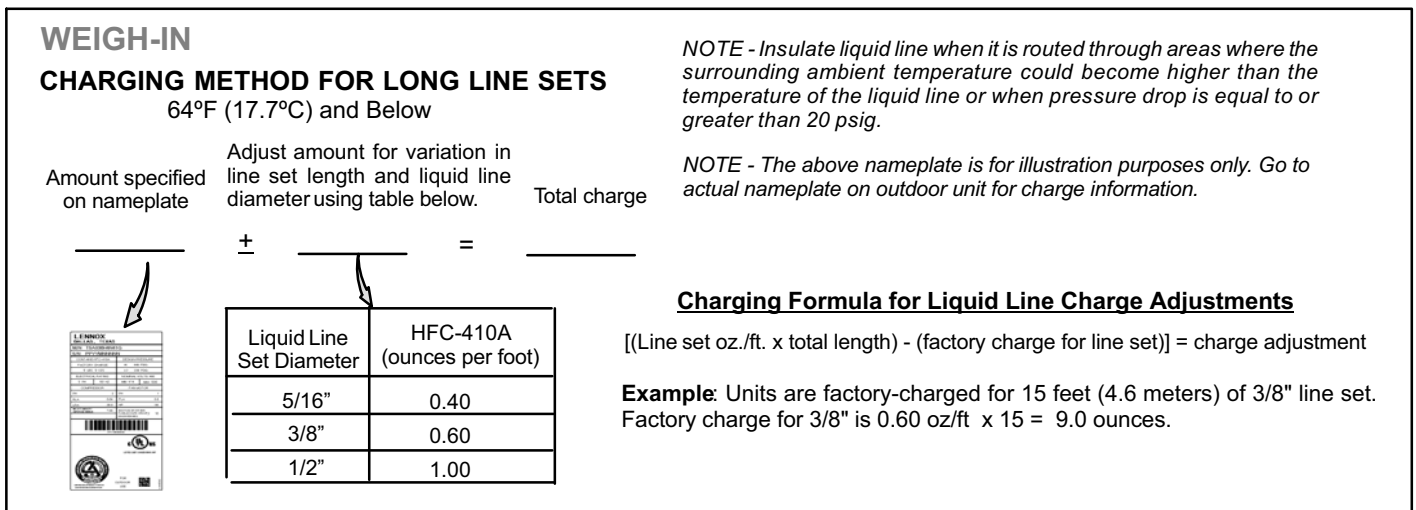 WEIGH-IN
CHARGING METHOD FOR LONG LINE SETS
64ºF (17.7ºC) and Below
Amount specified
on nameplate
Adjust amount for variation in
line set length and liquid line
diameter using table below.
Total charge
_______ + _______ = _______
LENNOX
Liquid Line
Set Diameter
HFC-410A
(ounces per foot)
5/16” 0.40
3/8” 0.60
1/2” 1.00
NOTE - Insulate liquid line when it is routed through areas where the
surrounding ambient temperature could become higher than the
temperature of the liquid line or when pressure drop is equal to or
greater than 20 psig.
NOTE - The above nameplate is for illustration purposes only. Go to
actual nameplate on outdoor unit for charge information.
Charging Formula for Liquid Line Charge Adjustments
[(Line set oz./ft. x total length) - (factory charge for line set)] = charge adjustment
Example: Units are factory-charged for 15 feet (4.6 meters) of 3/8" line set.
Factory charge for 3/8" is 0.60 oz/ft x 15 = 9.0 ounces.